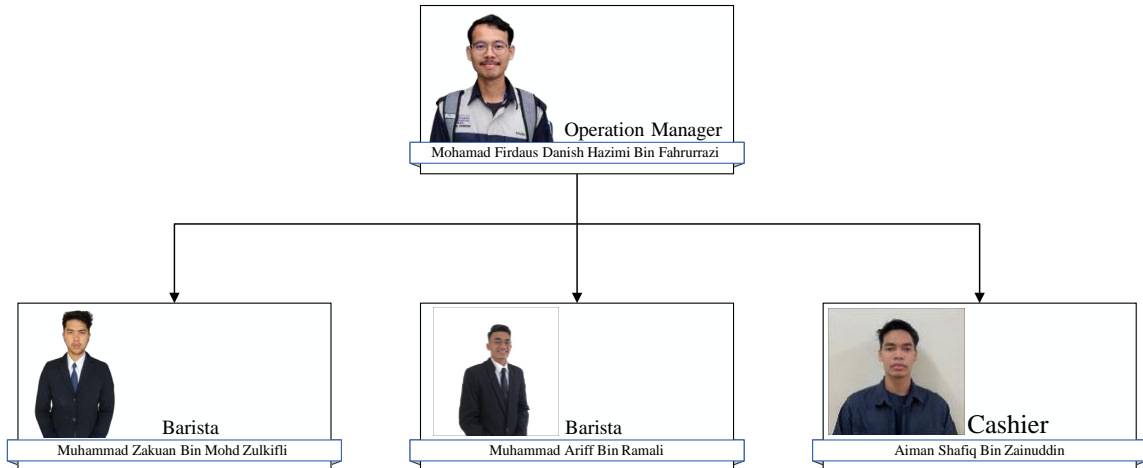 Operation Manager
Mohamad Firdaus Danish Hazimi Bin Fahrurrazi
Barista
Muhammad Zakuan Bin Mohd Zulkifli
Barista
Muhammad Ariff Bin Ramali
Cashier
Aiman Shafiq Bin Zainuddin